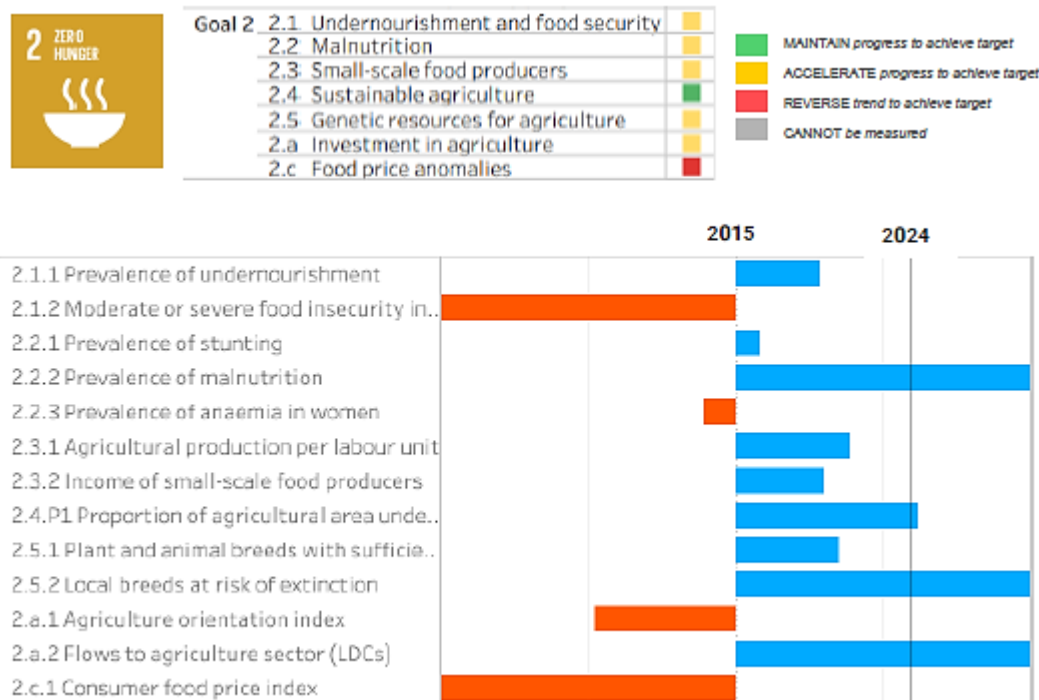 2 ZERO
HUNGER
Goal 2 2.1 Undernourishment and food security
2.2 Malnutrition
2.3 Small-scale food producers
2.4 Sustainable agriculture
2.5 Genetic resources for agriculture
2.a Investment in agriculture
2.c Food price anomalies
MAINTAIN progress to achieve target
ACCELERATE progress to achieve target
REVERSE trend to achieve target
CANNOT be measured
2015 2024
2.1.1 Prevalence of undernourishment
2.1.2 Moderate or severe food insecurity in..
2.2.1 Prevalence of stunting
2.2.2 Prevalence of malnutrition
2.2.3 Prevalence of anaemia in women
2.3.1 Agricultural production per labour unit
2.3.2 Income of small-scale food producers
2.4.P1 Proportion of agricultural area unde..
2.5.1 Plant and animal breeds with sufficie..
2.5.2 Local breeds at risk of extinction
2.a.1 Agriculture orientation index
2.a.2 Flows to agriculture sector (LDCs)
2.c.1 Consumer food price index